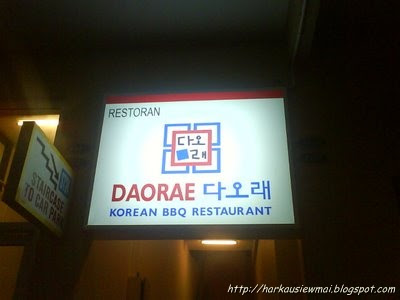 RESTORAN
다오
래
DAORAE 다오래
KOREAN BBQ RESTAURANT
STAIRCASE
TO CAR PARK
http://harkausiewmai.blogspot.com